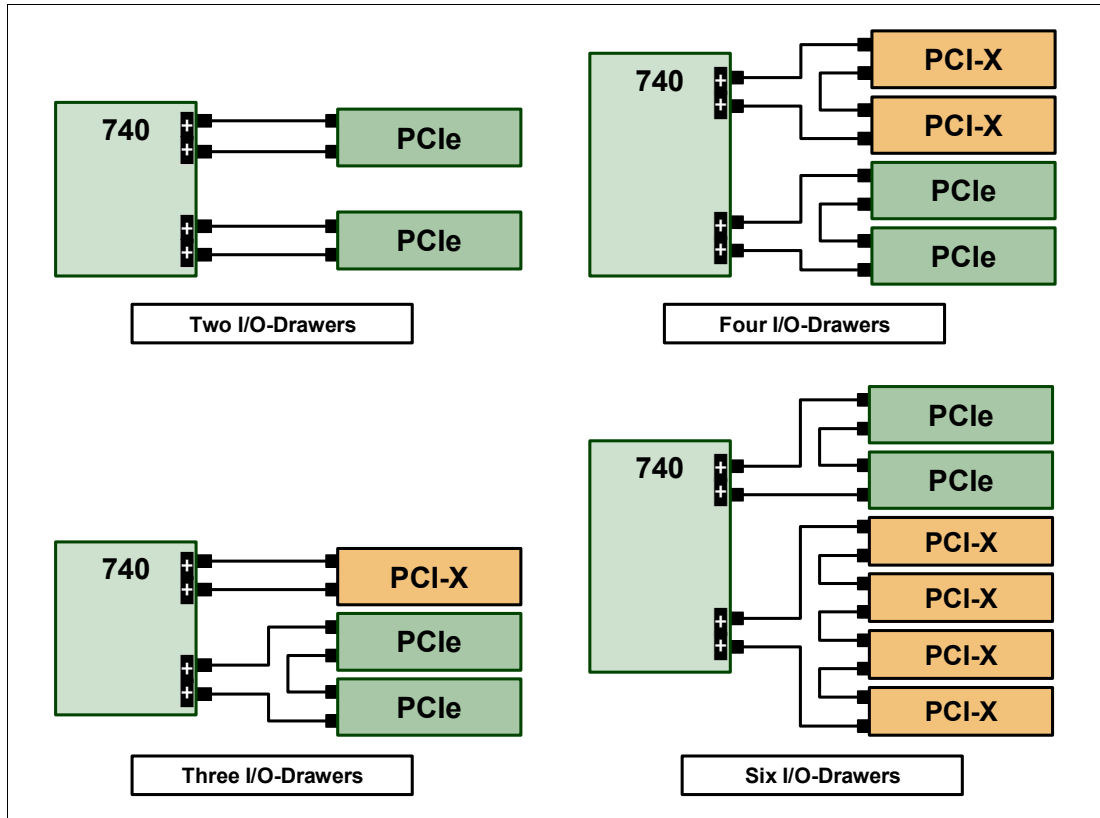 740
+
+
+
+
PCIe
PCIe
Two I/O-Drawers
740
+
+
+
+
PCI-X
PCI-X
PCIe
PCIe
Four I/O-Drawers
740
+
+
+
+
PCI-X
PCIe
PCIe
Three I/O-Drawers
740
+
+
+
+
PCIe
PCIe
PCI-X
PCI-X
PCI-X
PCI-X
Six I/O-Drawers